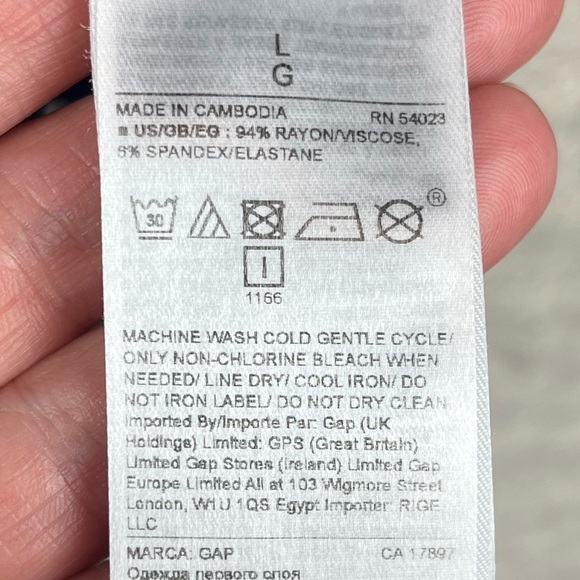 L
G
MADE IN CAMBODIA RN 54023
■ US/GB/EG : 94% RAYON/VISCOSE,
6% SPANDEX/ELASTANE
30
®
1166
MACHINE WASH COLD GENTLE CYCLE/
ONLY NON-CHLORINE BLEACH WHEN
NEEDED/ LINE DRY/ COOL IRON/ DO
NOT IRON LABEL/ DO NOT DRY CLEAN
Imported By/Importe Par: Gap (UK
Holdings) Limited: GPS (Great Britain)
Limited Gap Stores (Ireland) Limited Gap
Europe Limited All at 103 Wigmore Street
London, W1U 1QS Egypt Importer: RIGE
LLC
MARCA: GAP CA 17897
Одежда первого слоя